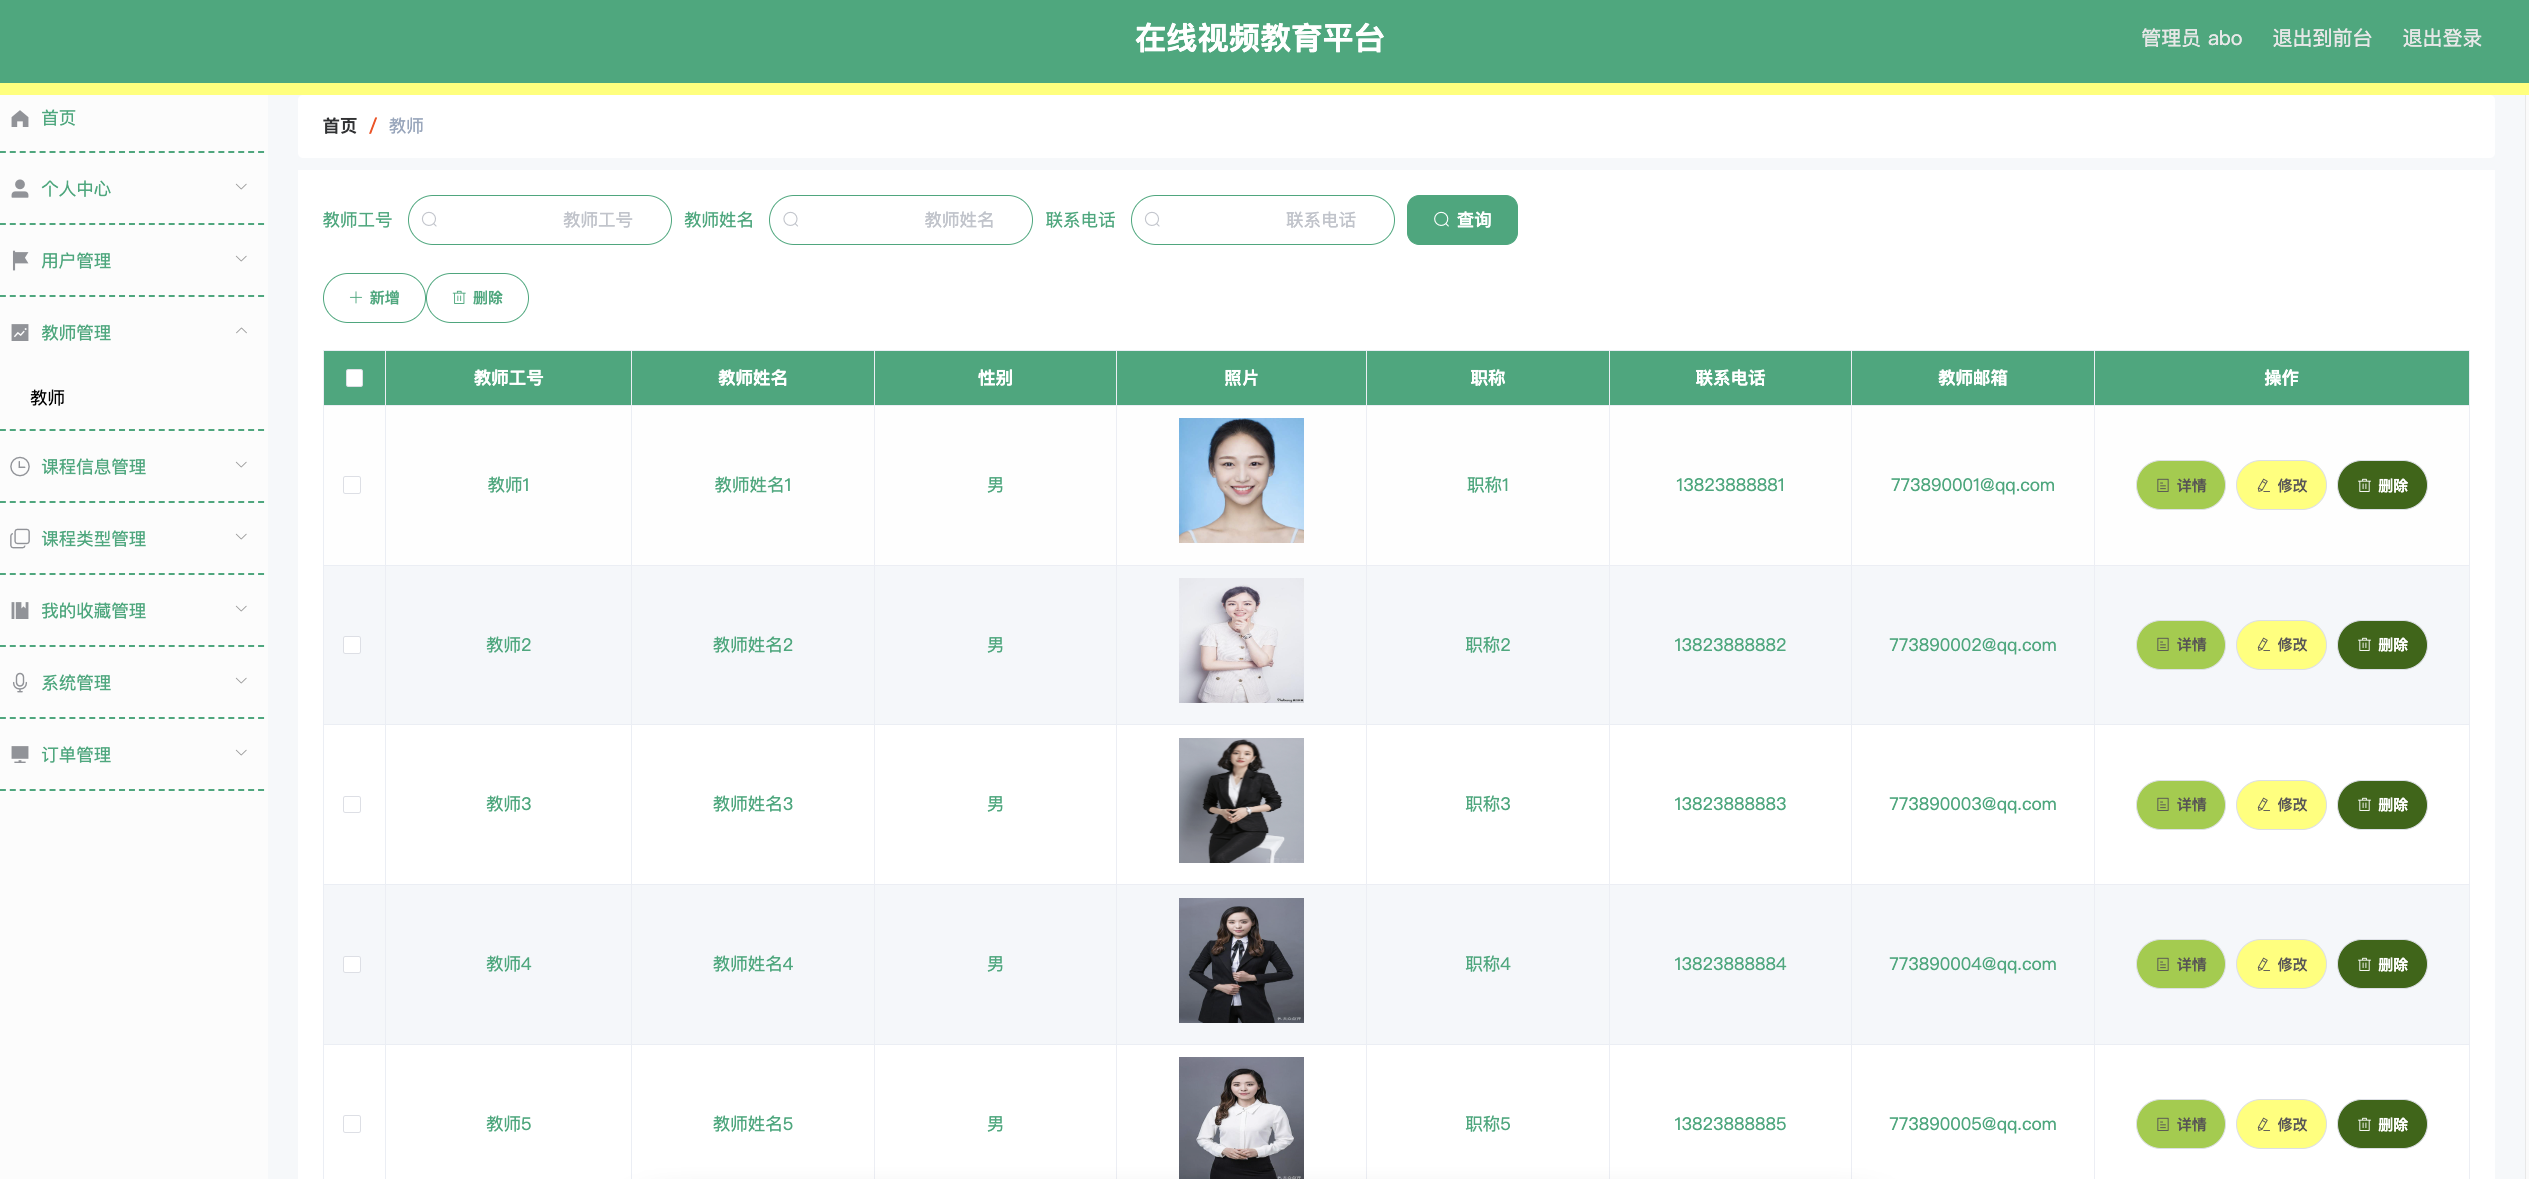 在线视频教育平台
管理员 abo 退出到前台 退出登录
首页
个人中心
用户管理
教师管理
教师
课程信息管理
课程类型管理
我的收藏管理
系统管理
订单管理
首页 / 教师
教师工号 教师工号 教师姓名 教师姓名 联系电话 联系电话 查询
新增 删除
教师工号 教师姓名 性别 照片 职称 联系电话 教师邮箱 操作
教师1 教师姓名1 男 职称1 13823888881 773890001@qq.com 详情 修改 删除
教师2 教师姓名2 男 职称2 13823888882 773890002@qq.com 详情 修改 删除
教师3 教师姓名3 男 职称3 13823888883 773890003@qq.com 详情 修改 删除
教师4 教师姓名4 男 职称4 13823888884 773890004@qq.com 详情 修改 删除
教师5 教师姓名5 男 职称5 13823888885 773890005@qq.com 详情 修改 删除